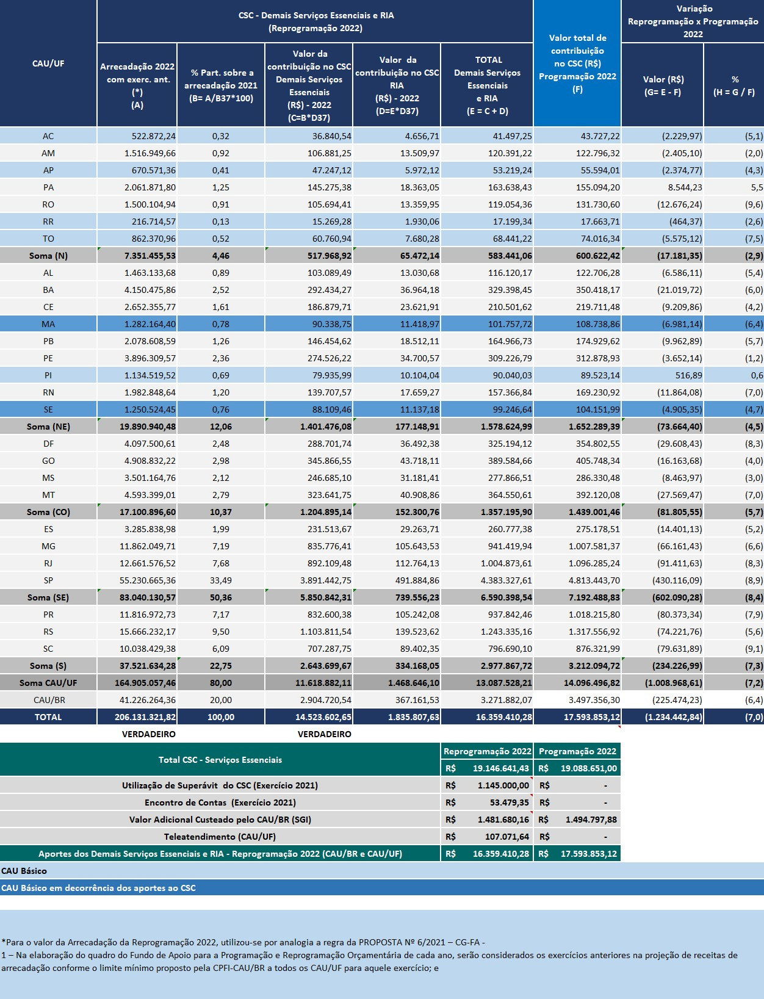 CAU/UF
CSC - Demais Serviços Essenciais e RIA
(Reprogramação 2022)
Valor total de
contribuição
no CSC (R$)
Programação 2022
(F)
Variação
Reprogramação x Programação
2022
Arrecadação 2022
com exerc. ant.
(*)
(A)
% Part. sobre a
arrecadação 2021
(B= A/B37*100)
Valor da
contribuição no CSC
Demais Serviços
Essenciais
(R$) - 2022
(C=B*D37)
Valor da
contribuição no CSC
RIA
(R$) - 2022
(D=E*D37)
TOTAL
Demais Serviços
Essenciais
e RIA
(E = C + D)
Valor (R$)
(G= E - F)
%
(H = G / F)
AC 522.872,24 0,32 36.840,54 4.656,71 41.497,25 43.727,22 (2.229,97) (5,1)
AM 1.516.949,66 0,92 106.881,25 13.509,97 120.391,22 122.796,32 (2.405,10) (2,0)
AP 670.571,36 0,41 47.247,12 5.972,12 53.219,24 55.594,01 (2.374,77) (4,3)
PA 2.061.871,80 1,25 145.275,38 18.363,05 163.638,43 155.094,20 8.544,23 5,5
RO 1.500.104,94 0,91 105.694,41 13.359,95 119.054,36 131.730,60 (12.676,24) (9,6)
RR 216.714,57 0,13 15.269,28 1.930,06 17.199,34 17.663,71 (464,37) (2,6)
TO 862.370,96 0,52 60.760,94 7.680,28 68.441,22 74.016,34 (5.575,12) (7,5)
Soma (N) 7.351.455,53 4,46 517.968,92 65.472,14 583.441,06 600.622,42 (17.181,35) (2,9)
AL 1.463.133,68 0,89 103.089,49 13.030,68 116.120,17 122.706,28 (6.586,11) (5,4)
BA 4.150.475,86 2,52 292.434,27 36.964,18 329.398,45 350.418,17 (21.019,72) (6,0)
CE 2.652.355,77 1,61 186.879,71 23.621,91 210.501,62 219.711,48 (9.209,86) (4,2)
MA 1.282.164,40 0,78 90.338,75 11.418,97 101.757,72 108.738,86 (6.981,14) (6,4)
PB 2.078.608,59 1,26 146.454,62 18.512,11 164.966,73 174.929,62 (9.962,89) (5,7)
PE 3.896.309,57 2,36 274.526,22 34.700,57 309.226,79 312.878,93 (3.652,14) (1,2)
PI 1.134.519,52 0,69 79.935,99 10.104,04 90.040,03 89.523,14 516,89 0,6
RN 1.982.848,64 1,20 139.707,57 17.659,27 157.366,84 169.230,92 (11.864,08) (7,0)
SE 1.250.524,45 0,76 88.109,46 11.137,18 99.246,64 104.151,99 (4.905,35) (4,7)
Soma (NE) 19.890.940,48 12,06 1.401.476,08 177.148,91 1.578.624,99 1.652.289,39 (73.664,40) (4,5)
DF 4.097.500,61 2,48 288.701,74 36.492,38 325.194,12 354.802,55 (29.608,43) (8,3)
GO 4.908.832,22 2,98 345.866,55 43.718,11 389.584,66 405.748,34 (16.163,68) (4,0)
MS 3.501.164,76 2,12 246.685,10 31.181,41 277.866,51 286.330,48 (8.463,97) (3,0)
MT 4.593.399,01 2,79 323.641,75 40.908,86 364.550,61 392.120,08 (27.569,47) (7,0)
Soma (CO) 17.100.896,60 10,37 1.204.895,14 152.300,76 1.357.195,90 1.439.001,46 (81.805,55) (5,7)
ES 3.285.838,98 1,99 231.513,67 29.263,71 260.777,38 275.178,51 (14.401,13) (5,2)
MG 11.862.049,71 7,19 835.776,41 105.643,53 941.419,94 1.007.581,37 (66.161,43) (6,6)
RJ 12.661.576,52 7,68 892.109,48 112.764,13 1.004.873,61 1.096.285,24 (91.411,63) (8,3)
SP 55.230.665,36 33,49 3.891.442,75 491.884,86 4.383.327,61 4.813.443,70 (430.116,09) (8,9)
Soma (SE) 83.040.130,57 50,36 5.850.842,31 739.556,23 6.590.398,54 7.192.488,83 (602.090,28) (8,4)
PR 11.816.972,73 7,17 832.600,38 105.242,08 937.842,46 1.018.215,80 (80.373,34) (7,9)
RS 15.666.232,17 9,50 1.103.811,54 139.523,62 1.243.335,16 1.317.556,92 (74.221,76) (5,6)
SC 10.038.429,38 6,09 707.287,75 89.402,35 796.690,10 876.321,99 (79.631,89) (9,1)
Soma (S) 37.521.634,28 22,75 2.643.699,67 334.168,05 2.977.867,72 3.212.094,72 (234.226,99) (7,3)
Soma CAU/UF 164.905.057,46 80,00 11.618.882,11 1.468.646,10 13.087.528,21 14.096.496,82 (1.008.968,61) (7,2)
CAU/BR 41.226.264,36 20,00 2.904.720,54 367.161,53 3.271.882,07 3.497.356,30 (225.474,23) (6,4)
TOTAL 206.131.321,82 100,00 14.523.602,65 1.835.807,63 16.359.410,28 17.593.853,12 (1.234.442,84) (7,0)
VERDADEIRO VERDADEIRO
Total CSC - Serviços Essenciais
Reprogramação 2022 Programação 2022
R$ 19.146.641,43 R$ 19.088.651,00
Utilização de Superávit do CSC (Exercício 2021) R$ 1.145.000,00 R$ -
Encontro de Contas (Exercício 2021) R$ 53.479,35 R$ -
Valor Adicional Custeado pelo CAU/BR (SGI) R$ 1.481.680,16 R$ 1.494.797,88
Teleatendimento (CAU/UF) R$ 107.071,64 R$ -
Aportes dos Demais Serviços Essenciais e RIA - Reprogramação 2022 (CAU/BR e CAU/UF) R$ 16.359.410,28 R$ 17.593.853,12
CAU Básico
CAU Básico em decorrência dos aportes ao CSC
*Para o valor da Arrecadação da Reprogramação 2022, utilizou-se por analogia a regra da PROPOSTA Nº 6/2021 – CG-FA -
1 – Na elaboração do quadro do Fundo de Apoio para a Programação e Reprogramação Orçamentária de cada ano, serão considerados os exercícios anteriores na projeção de receitas de
arrecadação conforme o limite mínimo proposto pela CPFI-CAU/BR a todos os CAU/UF para aquele exercício; e